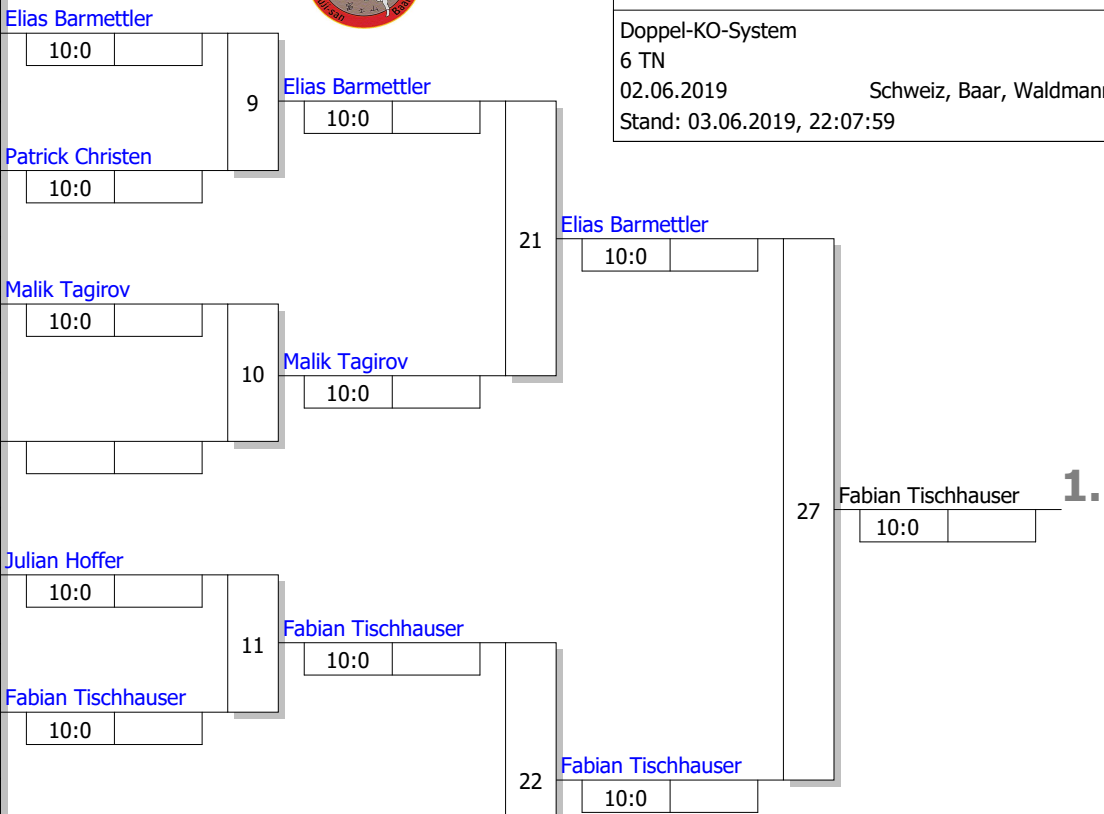 Elias Barmettler
10:0
9
Patrick Christen
10:0
Elias Barmettler
10:0
Malik Tagirov
10:0
10
Malik Tagirov
10:0
21
Elias Barmettler
10:0
Julian Hoffer
10:0
11
Fabian Tischhauser
10:0
Fabian Tischhauser
10:0
22
Fabian Tischhauser
10:0
27
Fabian Tischhauser
10:0
1.
Doppel-KO-System
6 TN
02.06.2019 Schweiz, Baar, Waldmann
Stand: 03.06.2019, 22:07:59
Baar